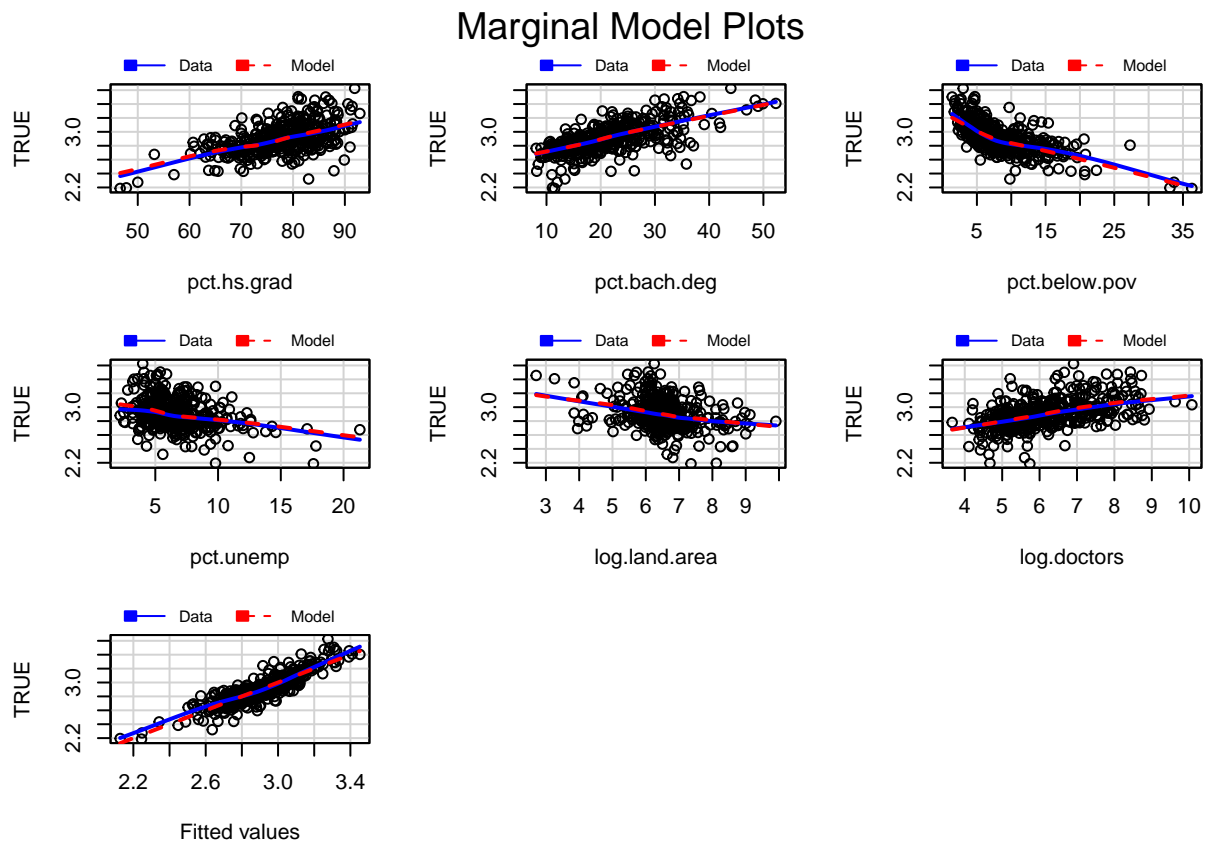 Marginal Model Plots
Data Model
TRUE
3.0
2.2
50 60 70 80 90
pct.hs.grad
Data Model
TRUE
3.0
2.2
10 20 30 40 50
pct.bach.deg
Data Model
TRUE
3.0
2.2
5 15 25 35
pct.below.pov
Data Model
TRUE
3.0
2.2
5 10 15 20
pct.unemp
Data Model
TRUE
3.0
2.2
3 4 5 6 7 8 9
log.land.area
Data Model
TRUE
3.0
2.2
4 5 6 7 8 9 10
log.doctors
Data Model
TRUE
3.0
2.2
2.2 2.6 3.0 3.4
Fitted values